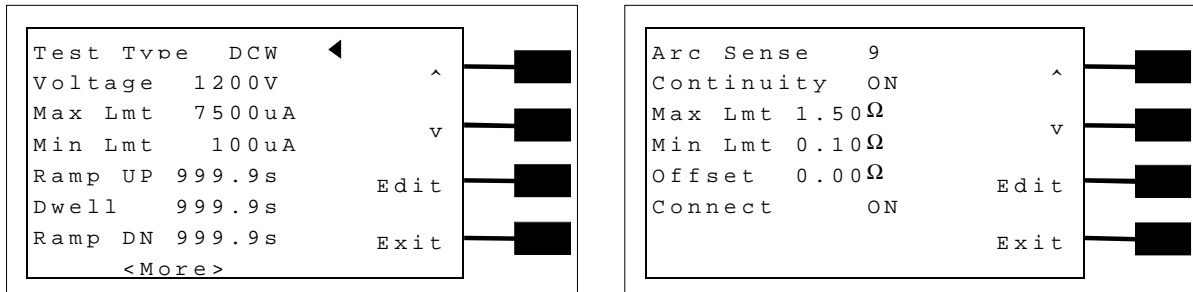 Test Type DCW ◀
Voltage 1200V
^
Max Lmt 7500uA
v
Min Lmt 100uA
Ramp UP 999.9s
Edit
Dwell 999.9s
Ramp DN 999.9s
Exit
<More>
Arc Sense 9
^
Continuity ON
Max Lmt 1.50Ω
v
Min Lmt 0.10Ω
Offset 0.00Ω
Edit
Connect ON
Exit